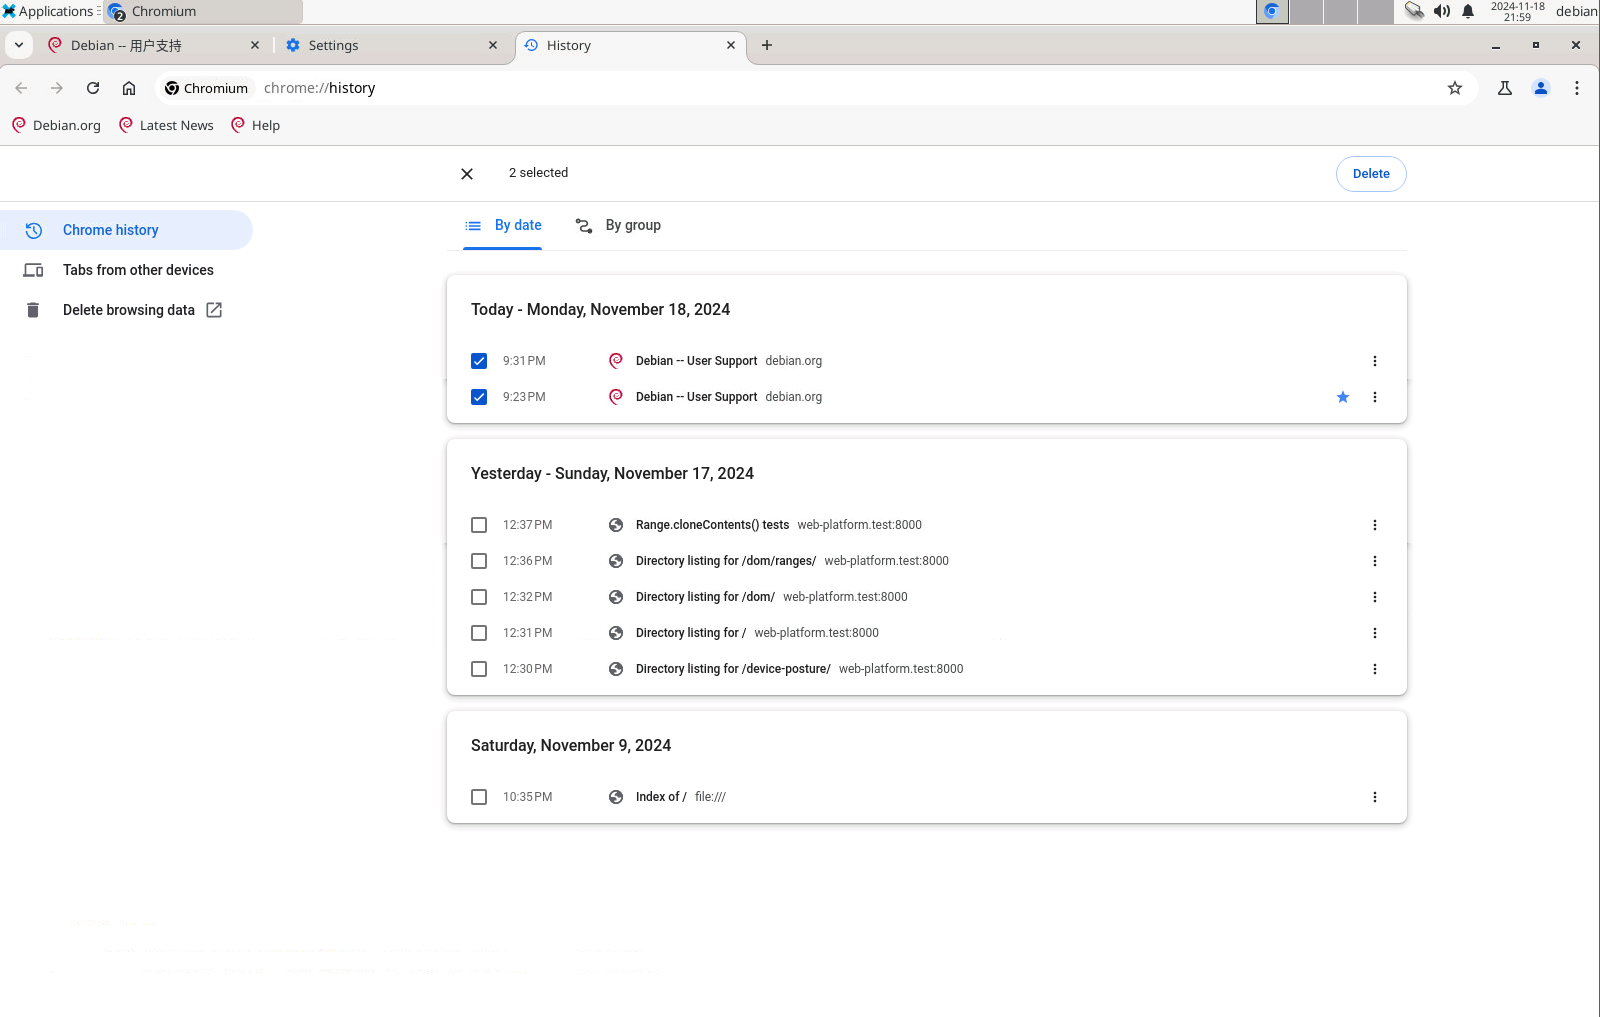 Applications
2 Chromium
2024-11-18
21:59
debian
Debian -- 用户支持
Settings
History
Chromium chrome://history
Debian.org
Latest News
Help
2 selected
Delete
Chrome history
Tabs from other devices
Delete browsing data
By date
By group
Today - Monday, November 18, 2024
9:31 PM Debian -- User Support debian.org
9:23 PM Debian -- User Support debian.org
Yesterday - Sunday, November 17, 2024
12:37 PM Range.cloneContents() tests web-platform.test:8000
12:36 PM Directory listing for /dom/ranges/ web-platform.test:8000
12:32 PM Directory listing for /dom/ web-platform.test:8000
12:31 PM Directory listing for / web-platform.test:8000
12:30 PM Directory listing for /device-posture/ web-platform.test:8000
Saturday, November 9, 2024
10:35 PM Index of / file:///